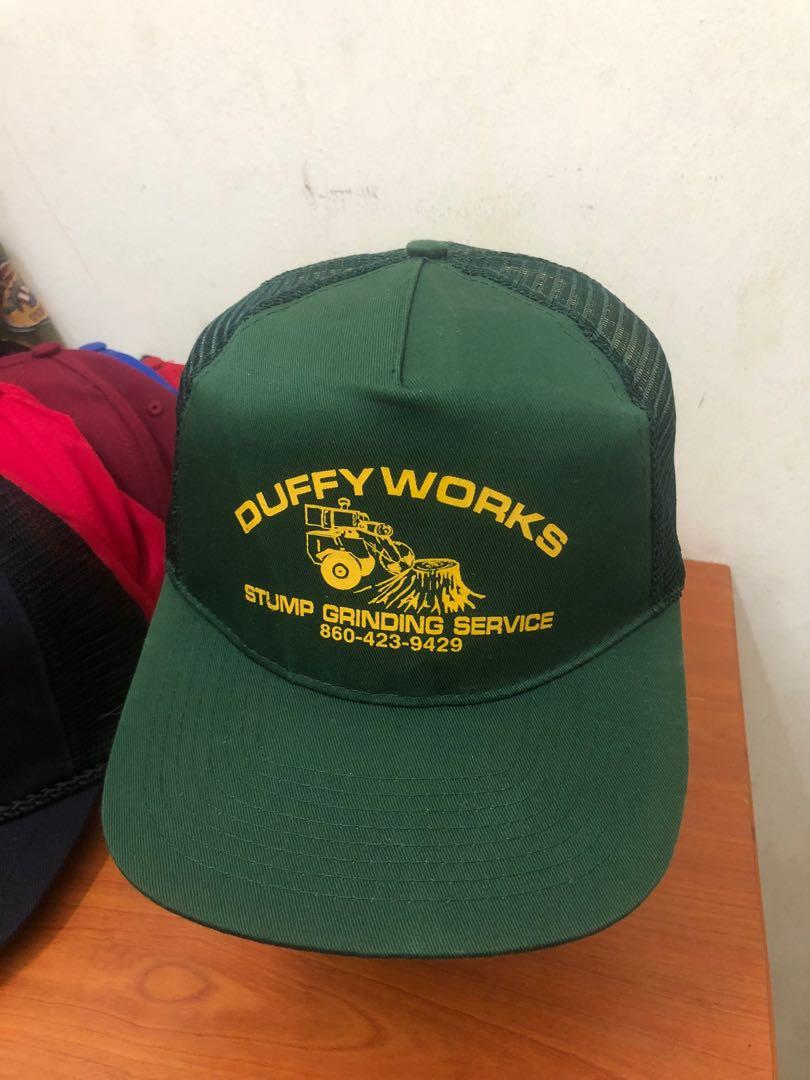 DUFFY WORKS
STUMP GRINDING SERVICE
860-423-9429